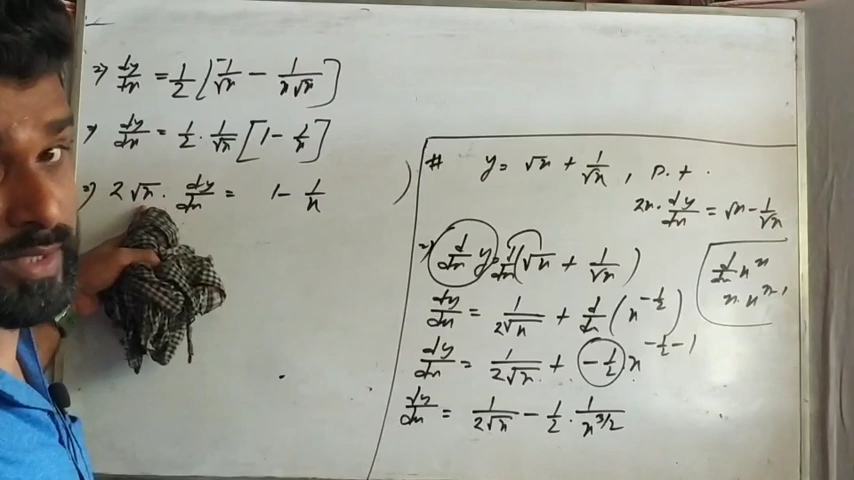 # y = √x + 1/√x , P. t .
2x · dy/dx = √x − 1/√x
⇒ d/dx y = d/dx (√x + 1/√x)
d/dx xⁿ
n · xⁿ⁻¹
dy/dx = 1/2√x + d/dx (x^-1/2)
dy/dx = 1/2√x + -1/2 x^-1/2-1
dy/dx = 1/2√x − 1/2 · 1/x^3/2
⇒ dy/dx = 1/2 [1/√x − 1/x√x]
⇒ dy/dx = 1/2 · 1/√x [1 − 1/x]
⇒ 2√x · dy/dx = 1 − 1/x )